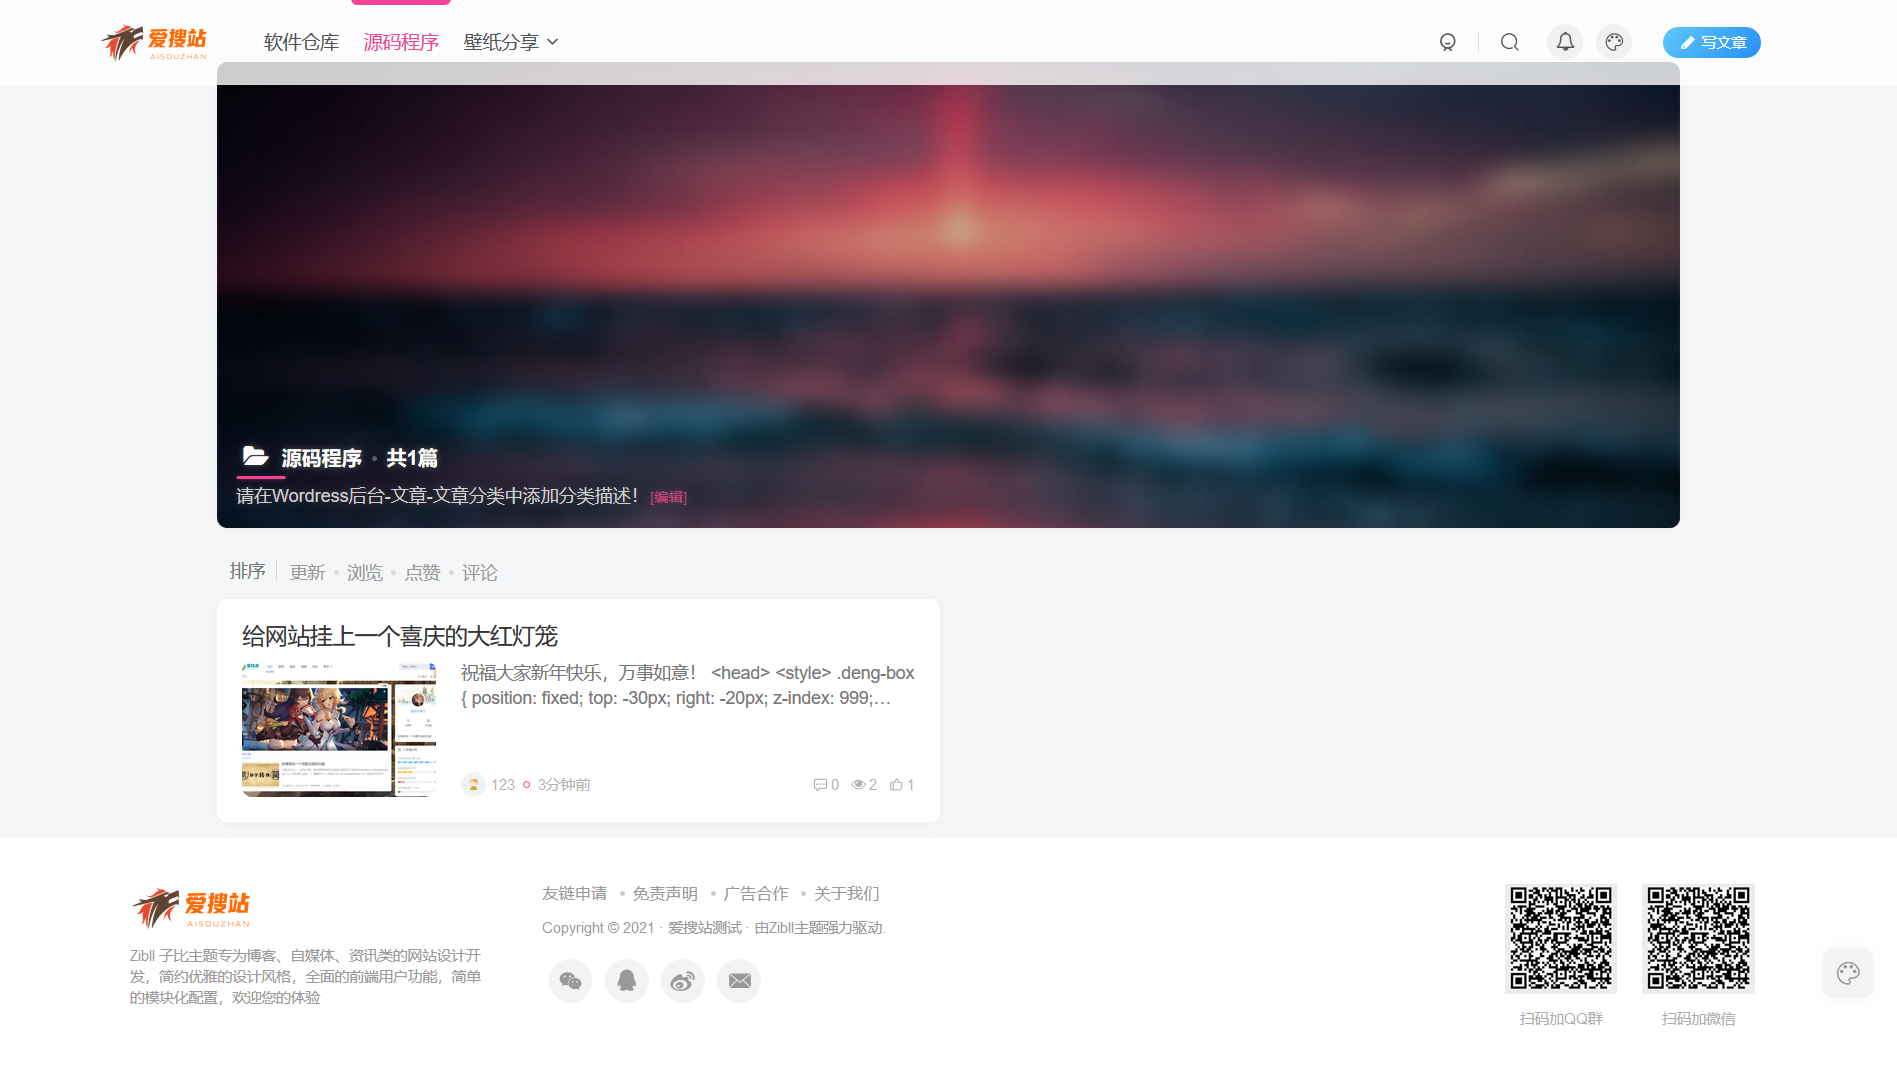 爱搜站
AISOUZHAN
软件仓库 源码程序 壁纸分享
写文章
源码程序 · 共1篇
请在Wordress后台-文章-文章分类中添加分类描述！[编辑]
排序 更新 · 浏览 · 点赞 · 评论
给网站挂上一个喜庆的大红灯笼
祝福大家新年快乐，万事如意！ <head> <style> .deng-box
{ position: fixed; top: -30px; right: -20px; z-index: 999;…
123 3分钟前 0 2 1
爱搜站
AISOUZHAN
Zibll 子比主题专为博客、自媒体、资讯类的网站设计开
发，简约优雅的设计风格，全面的前端用户功能，简单
的模块化配置，欢迎您的体验
友链申请 · 免责声明 · 广告合作 · 关于我们
Copyright © 2021 · 爱搜站测试 · 由Zibll主题强力驱动.
扫码加QQ群 扫码加微信